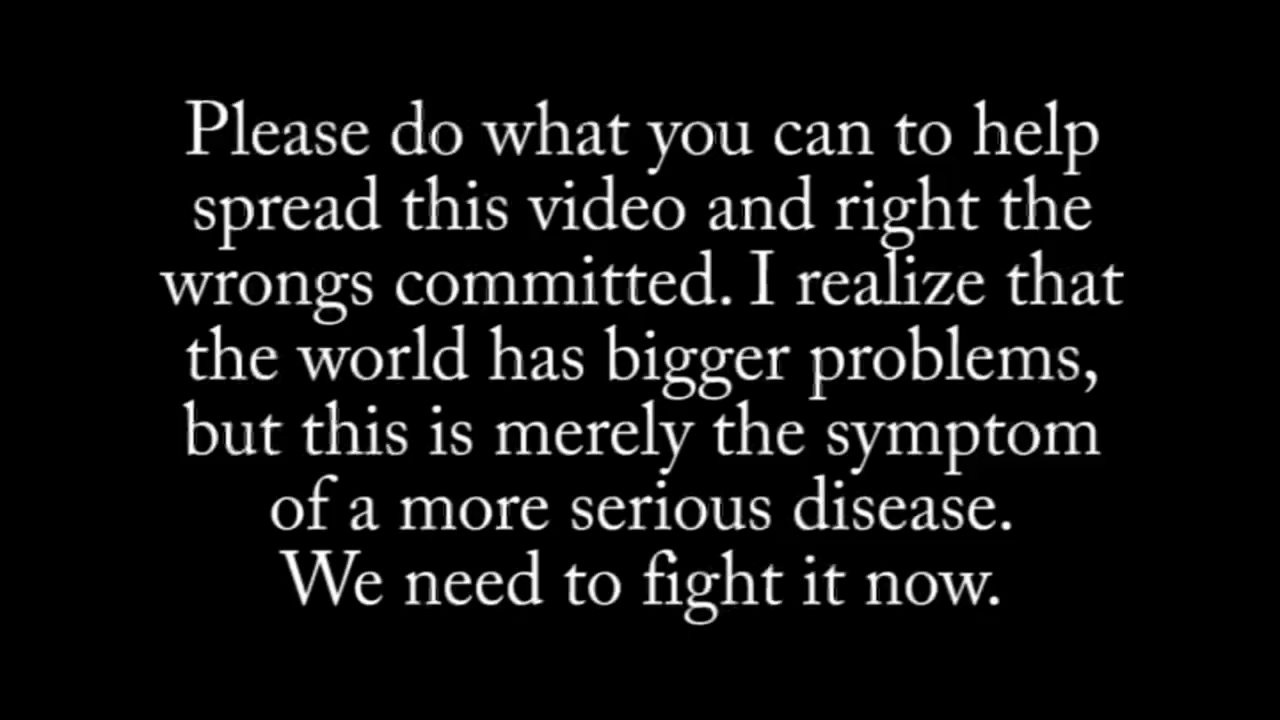 Please do what you can to help
spread this video and right the
wrongs committed. I realize that
the world has bigger problems,
but this is merely the symptom
of a more serious disease.
We need to fight it now.